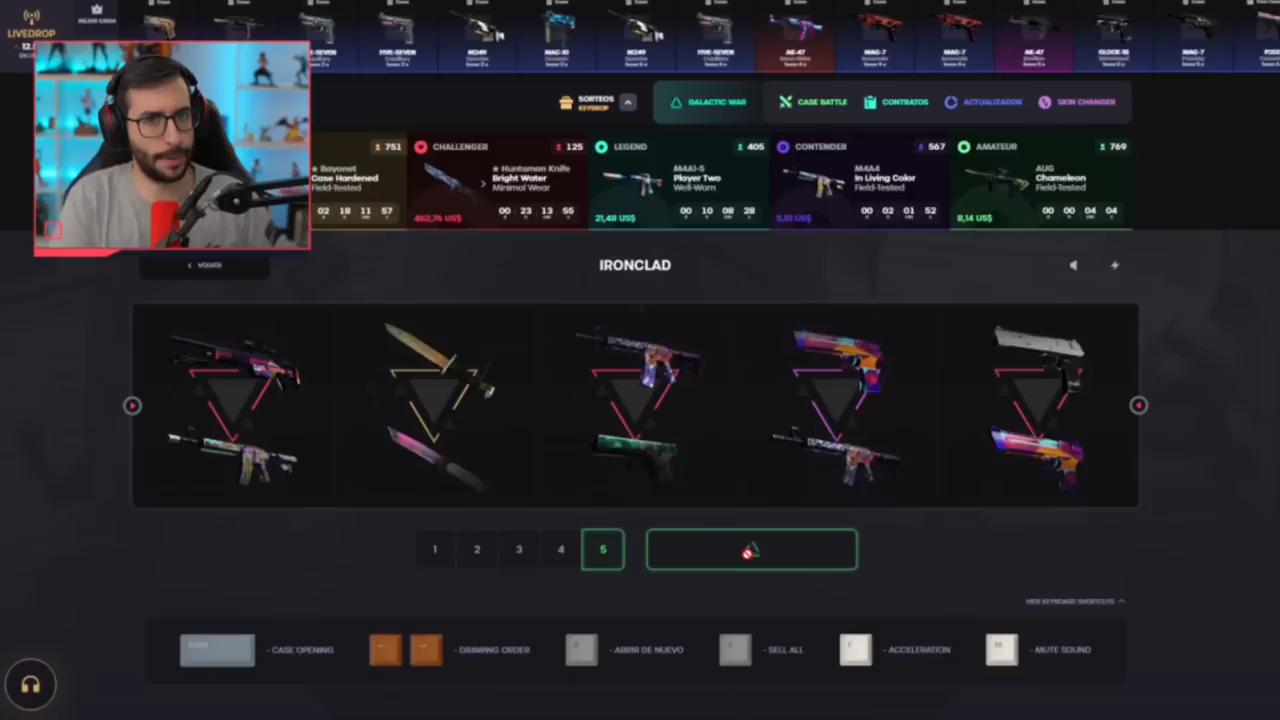 LIVEDROP
MEJOR CAIDA
FIVE-SEVEN
M249
MAC-10
M249
FIVE-SEVEN
AK-47
MAG-7
MAG-7
AK-47
GLOCK-18
MAG-7
SORTEOS
KEYDROP
GALACTIC WAR
CASE BATTLE
CONTRATOS
ACTUALIZADOR
SKIN CHANGER
751
★ Bayonet
Case Hardened
Field-Tested
02 18 11 57
CHALLENGER
125
★ Huntsman Knife
Bright Water
Minimal Wear
462,76 US$
00 23 13 55
LEGEND
405
M4A1-S
Player Two
Well-Worn
21,48 US$
00 10 08 28
CONTENDER
567
M4A4
In Living Color
Field-Tested
00 02 01 52
AMATEUR
769
AUG
Chameleon
Field-Tested
8,14 US$
00 00 04 04
VOLVER
IRONCLAD
1 2 3 4 5
HIDE KEYBOARD SHORTCUTS
- CASE OPENING
- DRAWING ORDER
- ABRIR DE NUEVO
- SELL ALL
- ACCELERATION
- MUTE SOUND